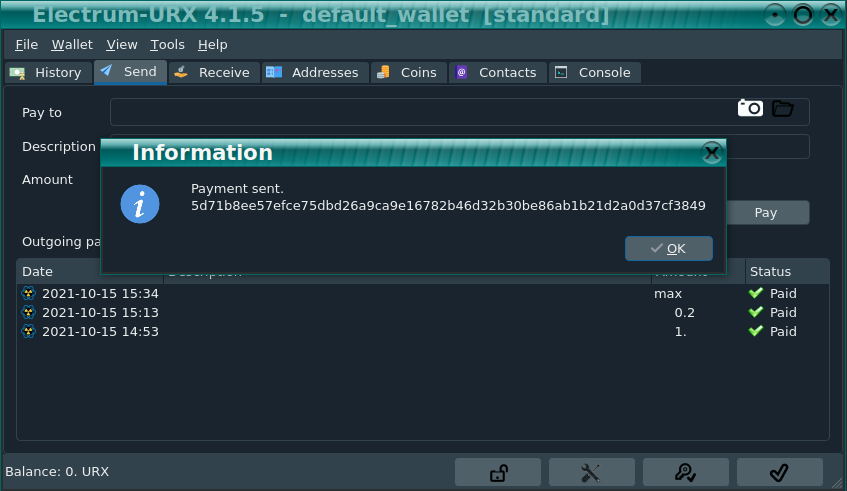 Electrum-URX 4.1.5 - default_wallet [standard]
File Wallet View Tools Help
History Send Receive Addresses Coins Contacts Console
Pay to
Description
Information
Amount
Payment sent.
5d71b8ee57efce75dbd26a9ca9e16782b46d32b30be86ab1b21d2a0d37cf3849
Pay
Outgoing pa
OK
Date Description Amount Status
2021-10-15 15:34 max Paid
2021-10-15 15:13 0.2 Paid
2021-10-15 14:53 1. Paid
Balance: 0. URX